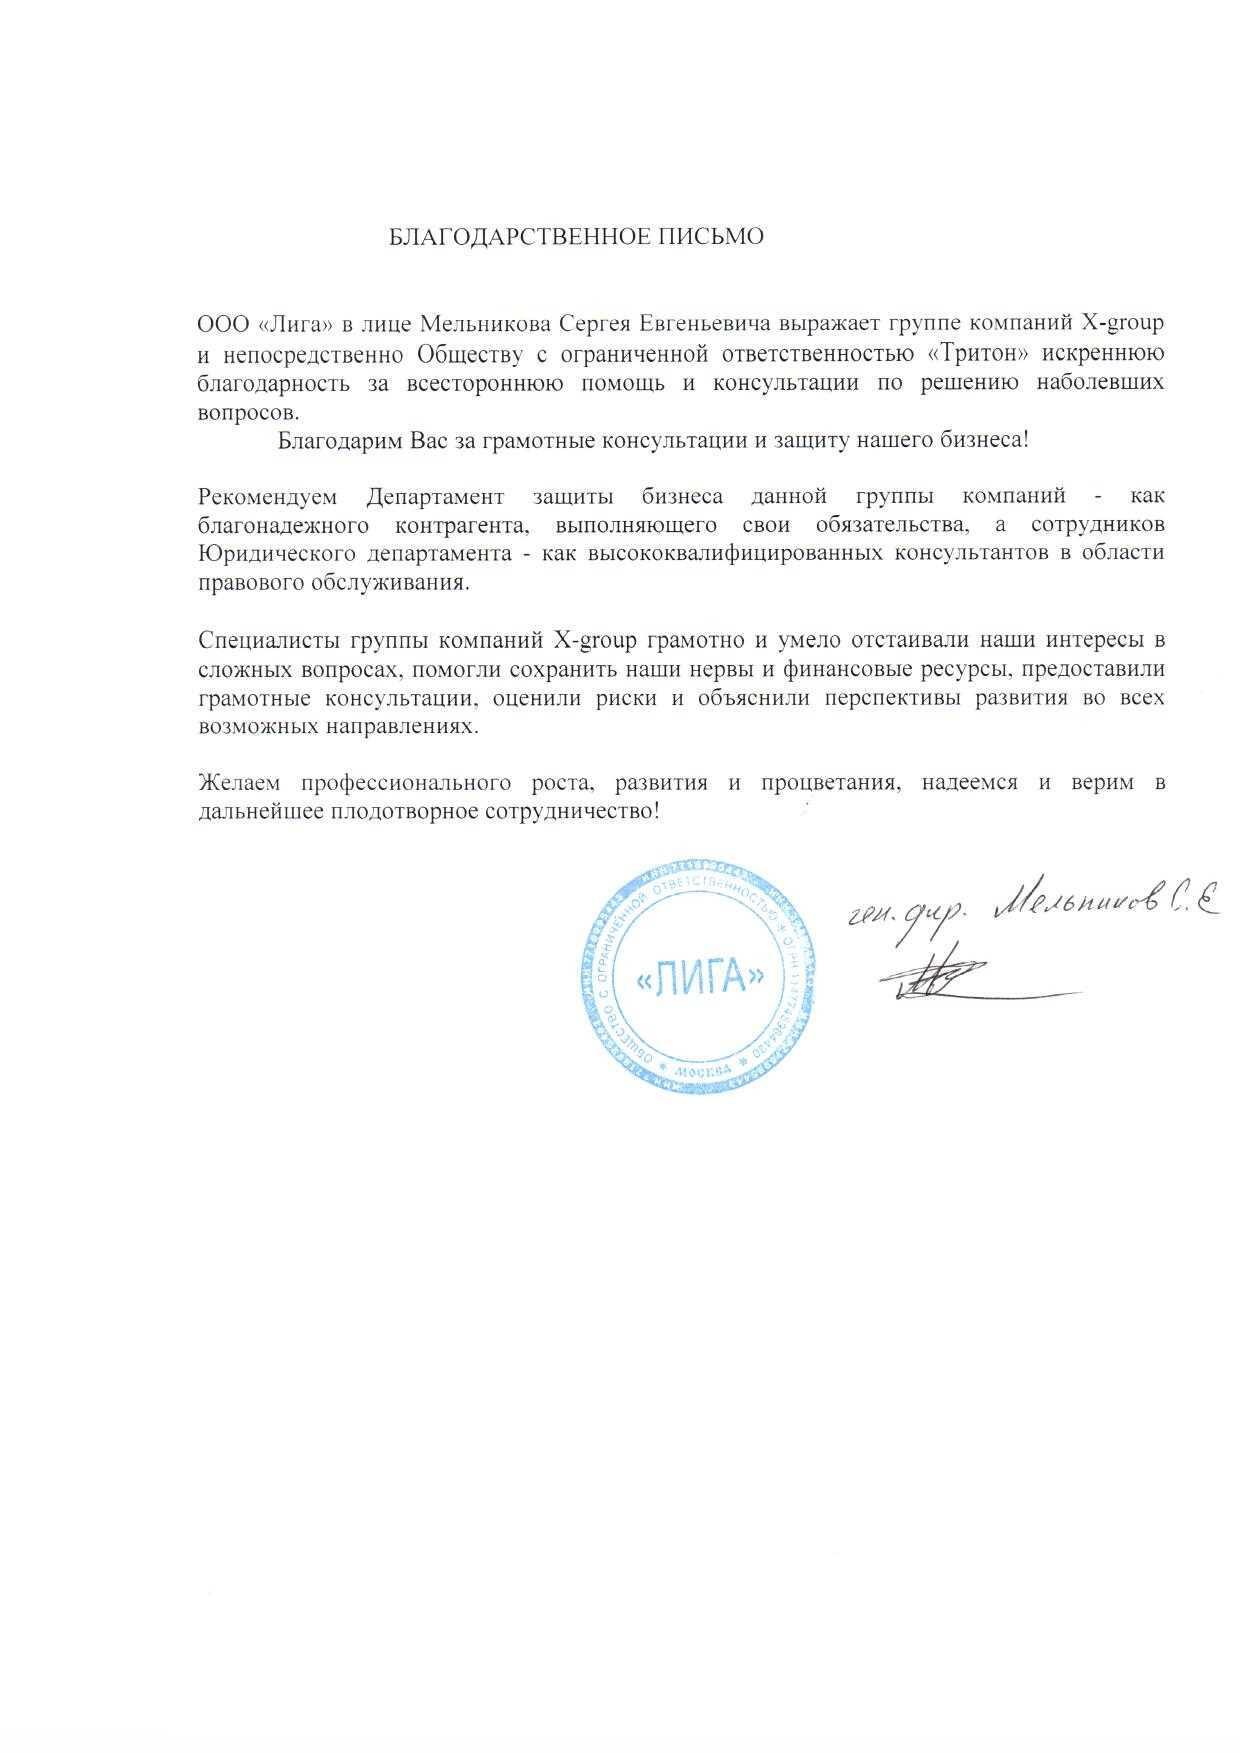 БЛАГОДАРСТВЕННОЕ ПИСЬМО
ООО «Лига» в лице Мельникова Сергея Евгеньевича выражает группе компаний X-group
и непосредственно Обществу с ограниченной ответственностью «Тритон» искреннюю
благодарность за всестороннюю помощь и консультации по решению наболевших
вопросов.
Благодарим Вас за грамотные консультации и защиту нашего бизнеса!
Рекомендуем Департамент защиты бизнеса данной группы компаний - как
благонадежного контрагента, выполняющего свои обязательства, а сотрудников
Юридического департамента - как высококвалифицированных консультантов в области
правового обслуживания.
Специалисты группы компаний X-group грамотно и умело отстаивали наши интересы в
сложных вопросах, помогли сохранить наши нервы и финансовые ресурсы, предоставили
грамотные консультации, оценили риски и объяснили перспективы развития во всех
возможных направлениях.
Желаем профессионального роста, развития и процветания, надеемся и верим в
дальнейшее плодотворное сотрудничество!
ген. дир. Мельников С.Е
ОБЩЕСТВО С ОГРАНИЧЕННОЙ ОТВЕТСТВЕННОСТЬЮ * ОГРН
«ЛИГА»
* МОСКВА *